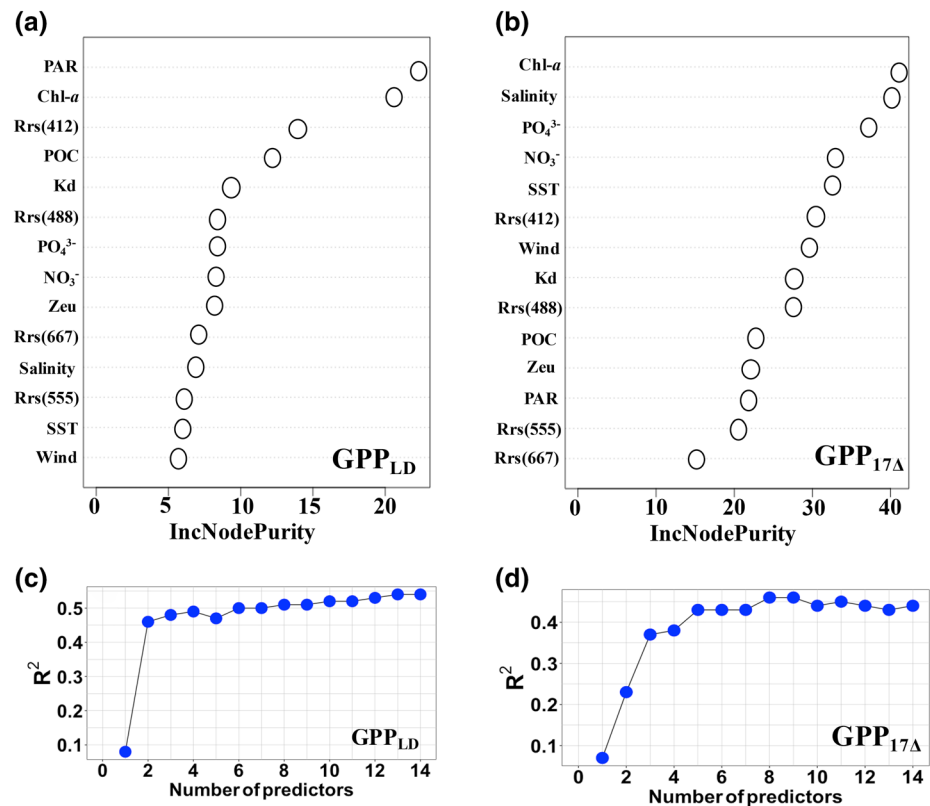 (a)
PAR
Chl-a
Rrs(412)
POC
Kd
Rrs(488)
PO₄³⁻
NO₃⁻
Zeu
Rrs(667)
Salinity
Rrs(555)
SST
Wind
GPP_LD
0 5 10 15 20
IncNodePurity
(b)
Chl-a
Salinity
PO₄³⁻
NO₃⁻
SST
Rrs(412)
Wind
Kd
Rrs(488)
POC
Zeu
PAR
Rrs(555)
Rrs(667)
GPP₁₇Δ
0 10 20 30 40
IncNodePurity
(c)
R²
0.5
0.4
0.3
0.2
0.1
GPP_LD
0 2 4 6 8 10 12 14
Number of predictors
(d)
R²
0.4
0.3
0.2
0.1
GPP₁₇Δ
0 2 4 6 8 10 12 14
Number of predictors